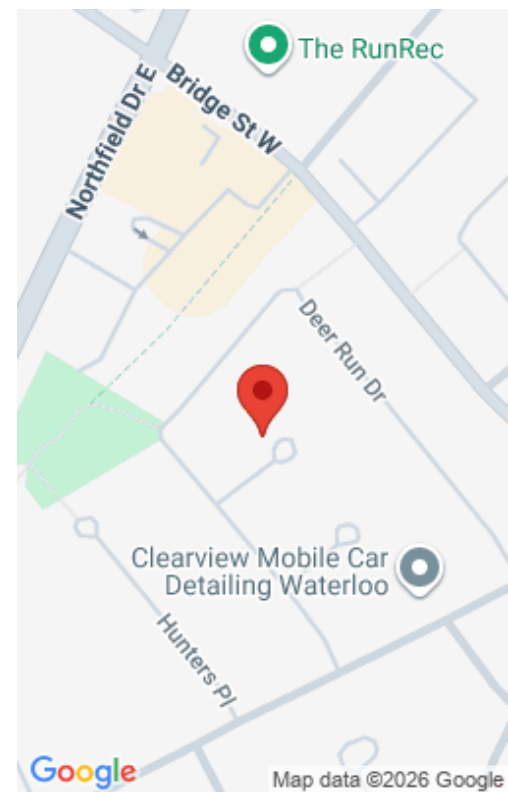 The RunRec
Bridge St W
Northfield Dr E
Deer Run Dr
Clearview Mobile Car
Detailing Waterloo
Hunters Pl
Google
Map data ©2026 Google